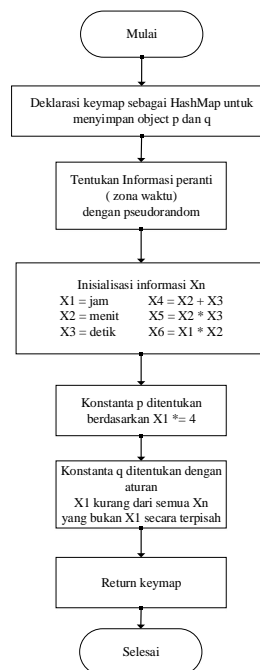 Mulai
Deklarasi keymap sebagai HashMap untuk
menyimpan object p dan q
Tentukan Informasi peranti
( zona waktu)
dengan pseudorandom
Inisialisasi informasi Xn
X1 = jam X4 = X2 + X3
X2 = menit X5 = X2 * X3
X3 = detik X6 = X1 * X2
Konstanta p ditentukan
berdasarkan X1 *= 4
Konstanta q ditentukan dengan
aturan
X1 kurang dari semua Xn
yang bukan X1 secara terpisah
Return keymap
Selesai